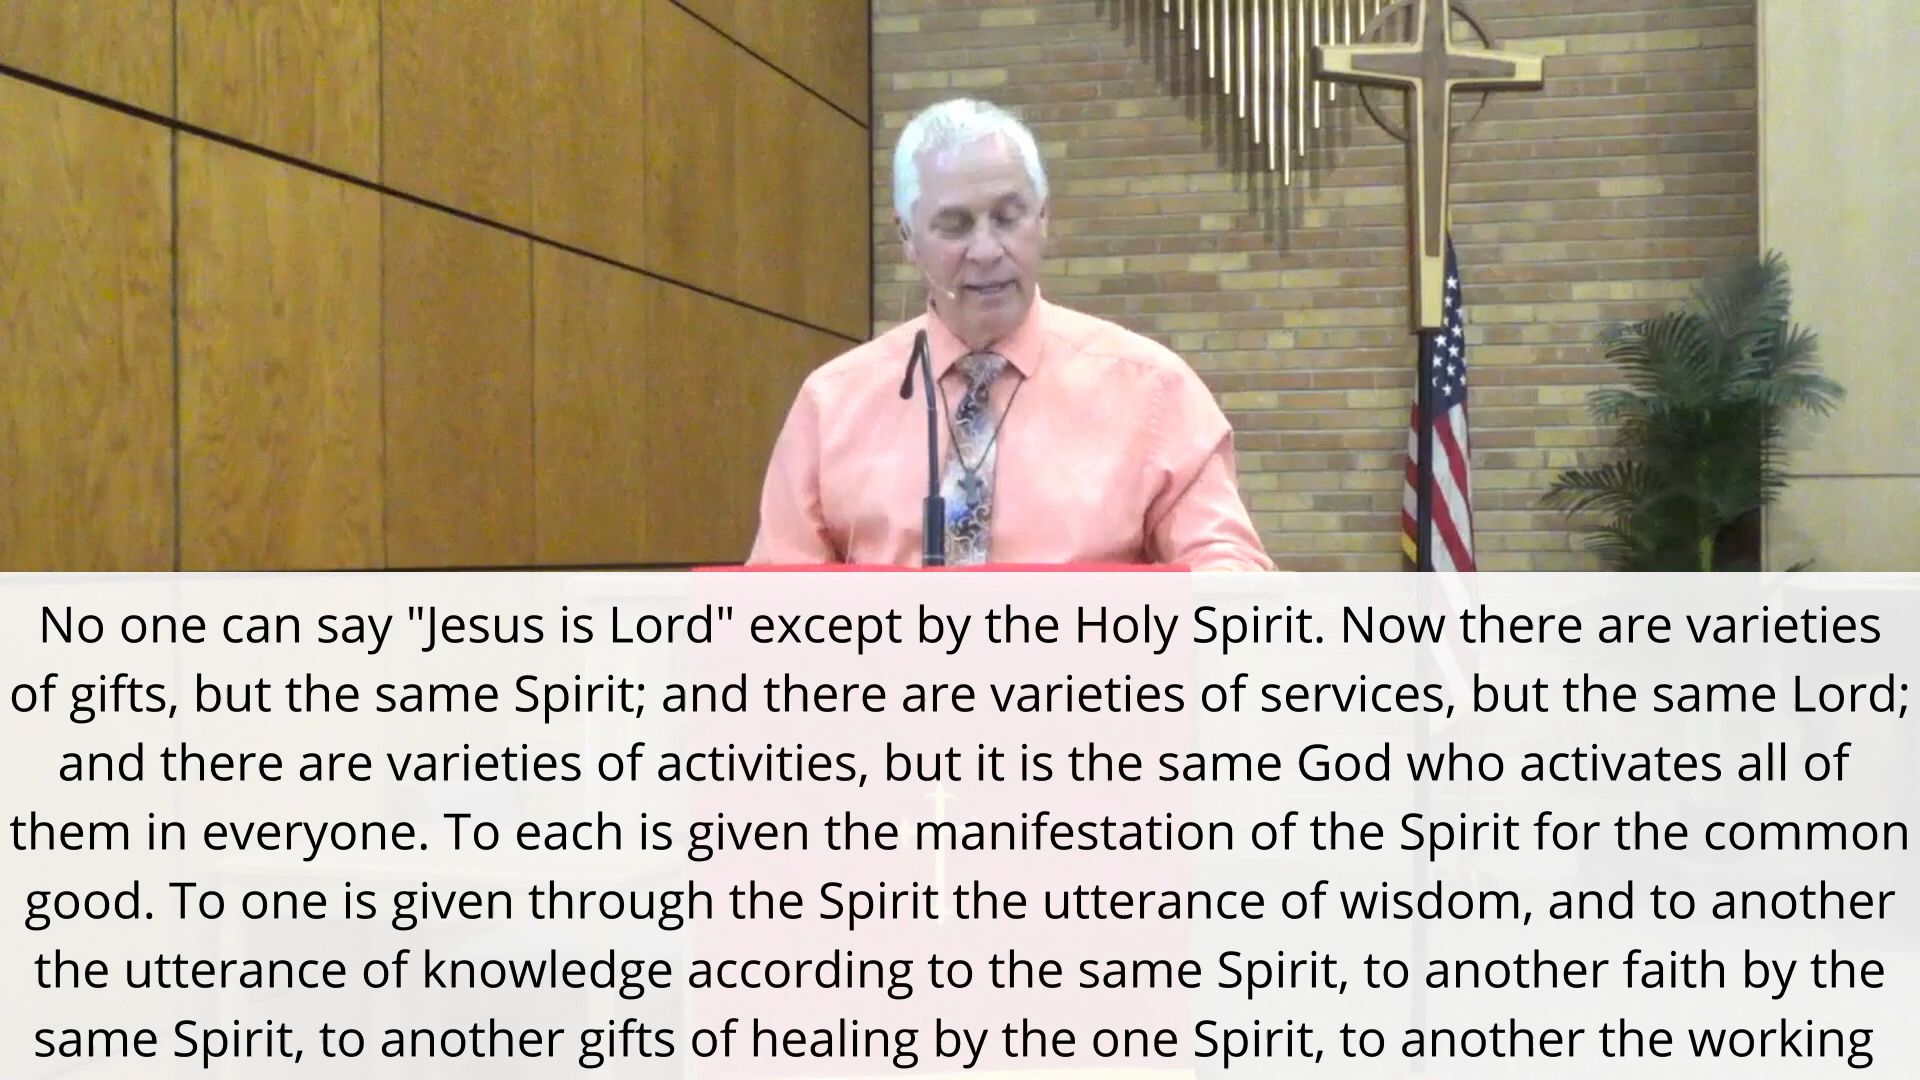 No one can say "Jesus is Lord" except by the Holy Spirit. Now there are varieties
of gifts, but the same Spirit; and there are varieties of services, but the same Lord;
and there are varieties of activities, but it is the same God who activates all of
them in everyone. To each is given the manifestation of the Spirit for the common
good. To one is given through the Spirit the utterance of wisdom, and to another
the utterance of knowledge according to the same Spirit, to another faith by the
same Spirit, to another gifts of healing by the one Spirit, to another the working